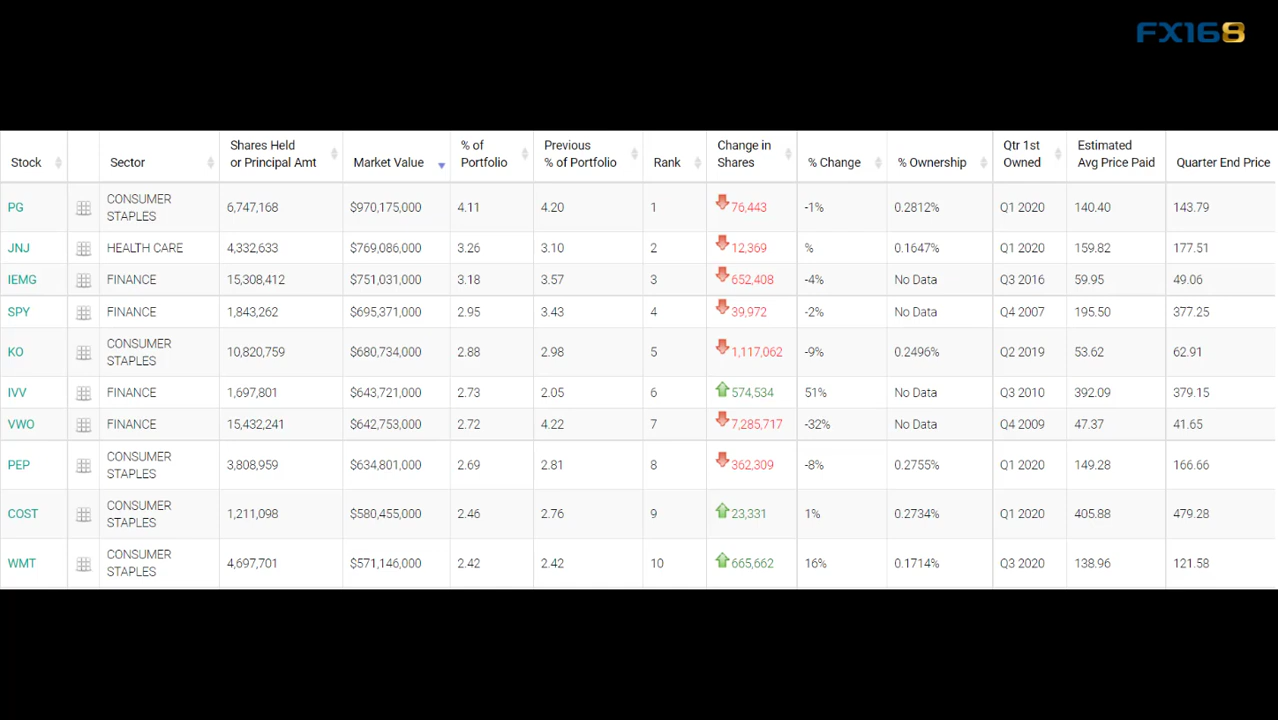 FX168
Stock Sector Shares Held or Principal Amt Market Value % of Portfolio Previous % of Portfolio Rank Change in Shares % Change % Ownership Qtr 1st Owned Estimated Avg Price Paid Quarter End Price
PG CONSUMER STAPLES 6,747,168 $970,175,000 4.11 4.20 1 76,443 -1% 0.2812% Q1 2020 140.40 143.79
JNJ HEALTH CARE 4,332,633 $769,086,000 3.26 3.10 2 12,369 % 0.1647% Q1 2020 159.82 177.51
IEMG FINANCE 15,308,412 $751,031,000 3.18 3.57 3 652,408 -4% No Data Q3 2016 59.95 49.06
SPY FINANCE 1,843,262 $695,371,000 2.95 3.43 4 39,972 -2% No Data Q4 2007 195.50 377.25
KO CONSUMER STAPLES 10,820,759 $680,734,000 2.88 2.98 5 1,117,062 -9% 0.2496% Q2 2019 53.62 62.91
IVV FINANCE 1,697,801 $643,721,000 2.73 2.05 6 574,534 51% No Data Q3 2010 392.09 379.15
VWO FINANCE 15,432,241 $642,753,000 2.72 4.22 7 7,285,717 -32% No Data Q4 2009 47.37 41.65
PEP CONSUMER STAPLES 3,808,959 $634,801,000 2.69 2.81 8 362,309 -8% 0.2755% Q1 2020 149.28 166.66
COST CONSUMER STAPLES 1,211,098 $580,455,000 2.46 2.76 9 23,331 1% 0.2734% Q1 2020 405.88 479.28
WMT CONSUMER STAPLES 4,697,701 $571,146,000 2.42 2.42 10 665,662 16% 0.1714% Q3 2020 138.96 121.58